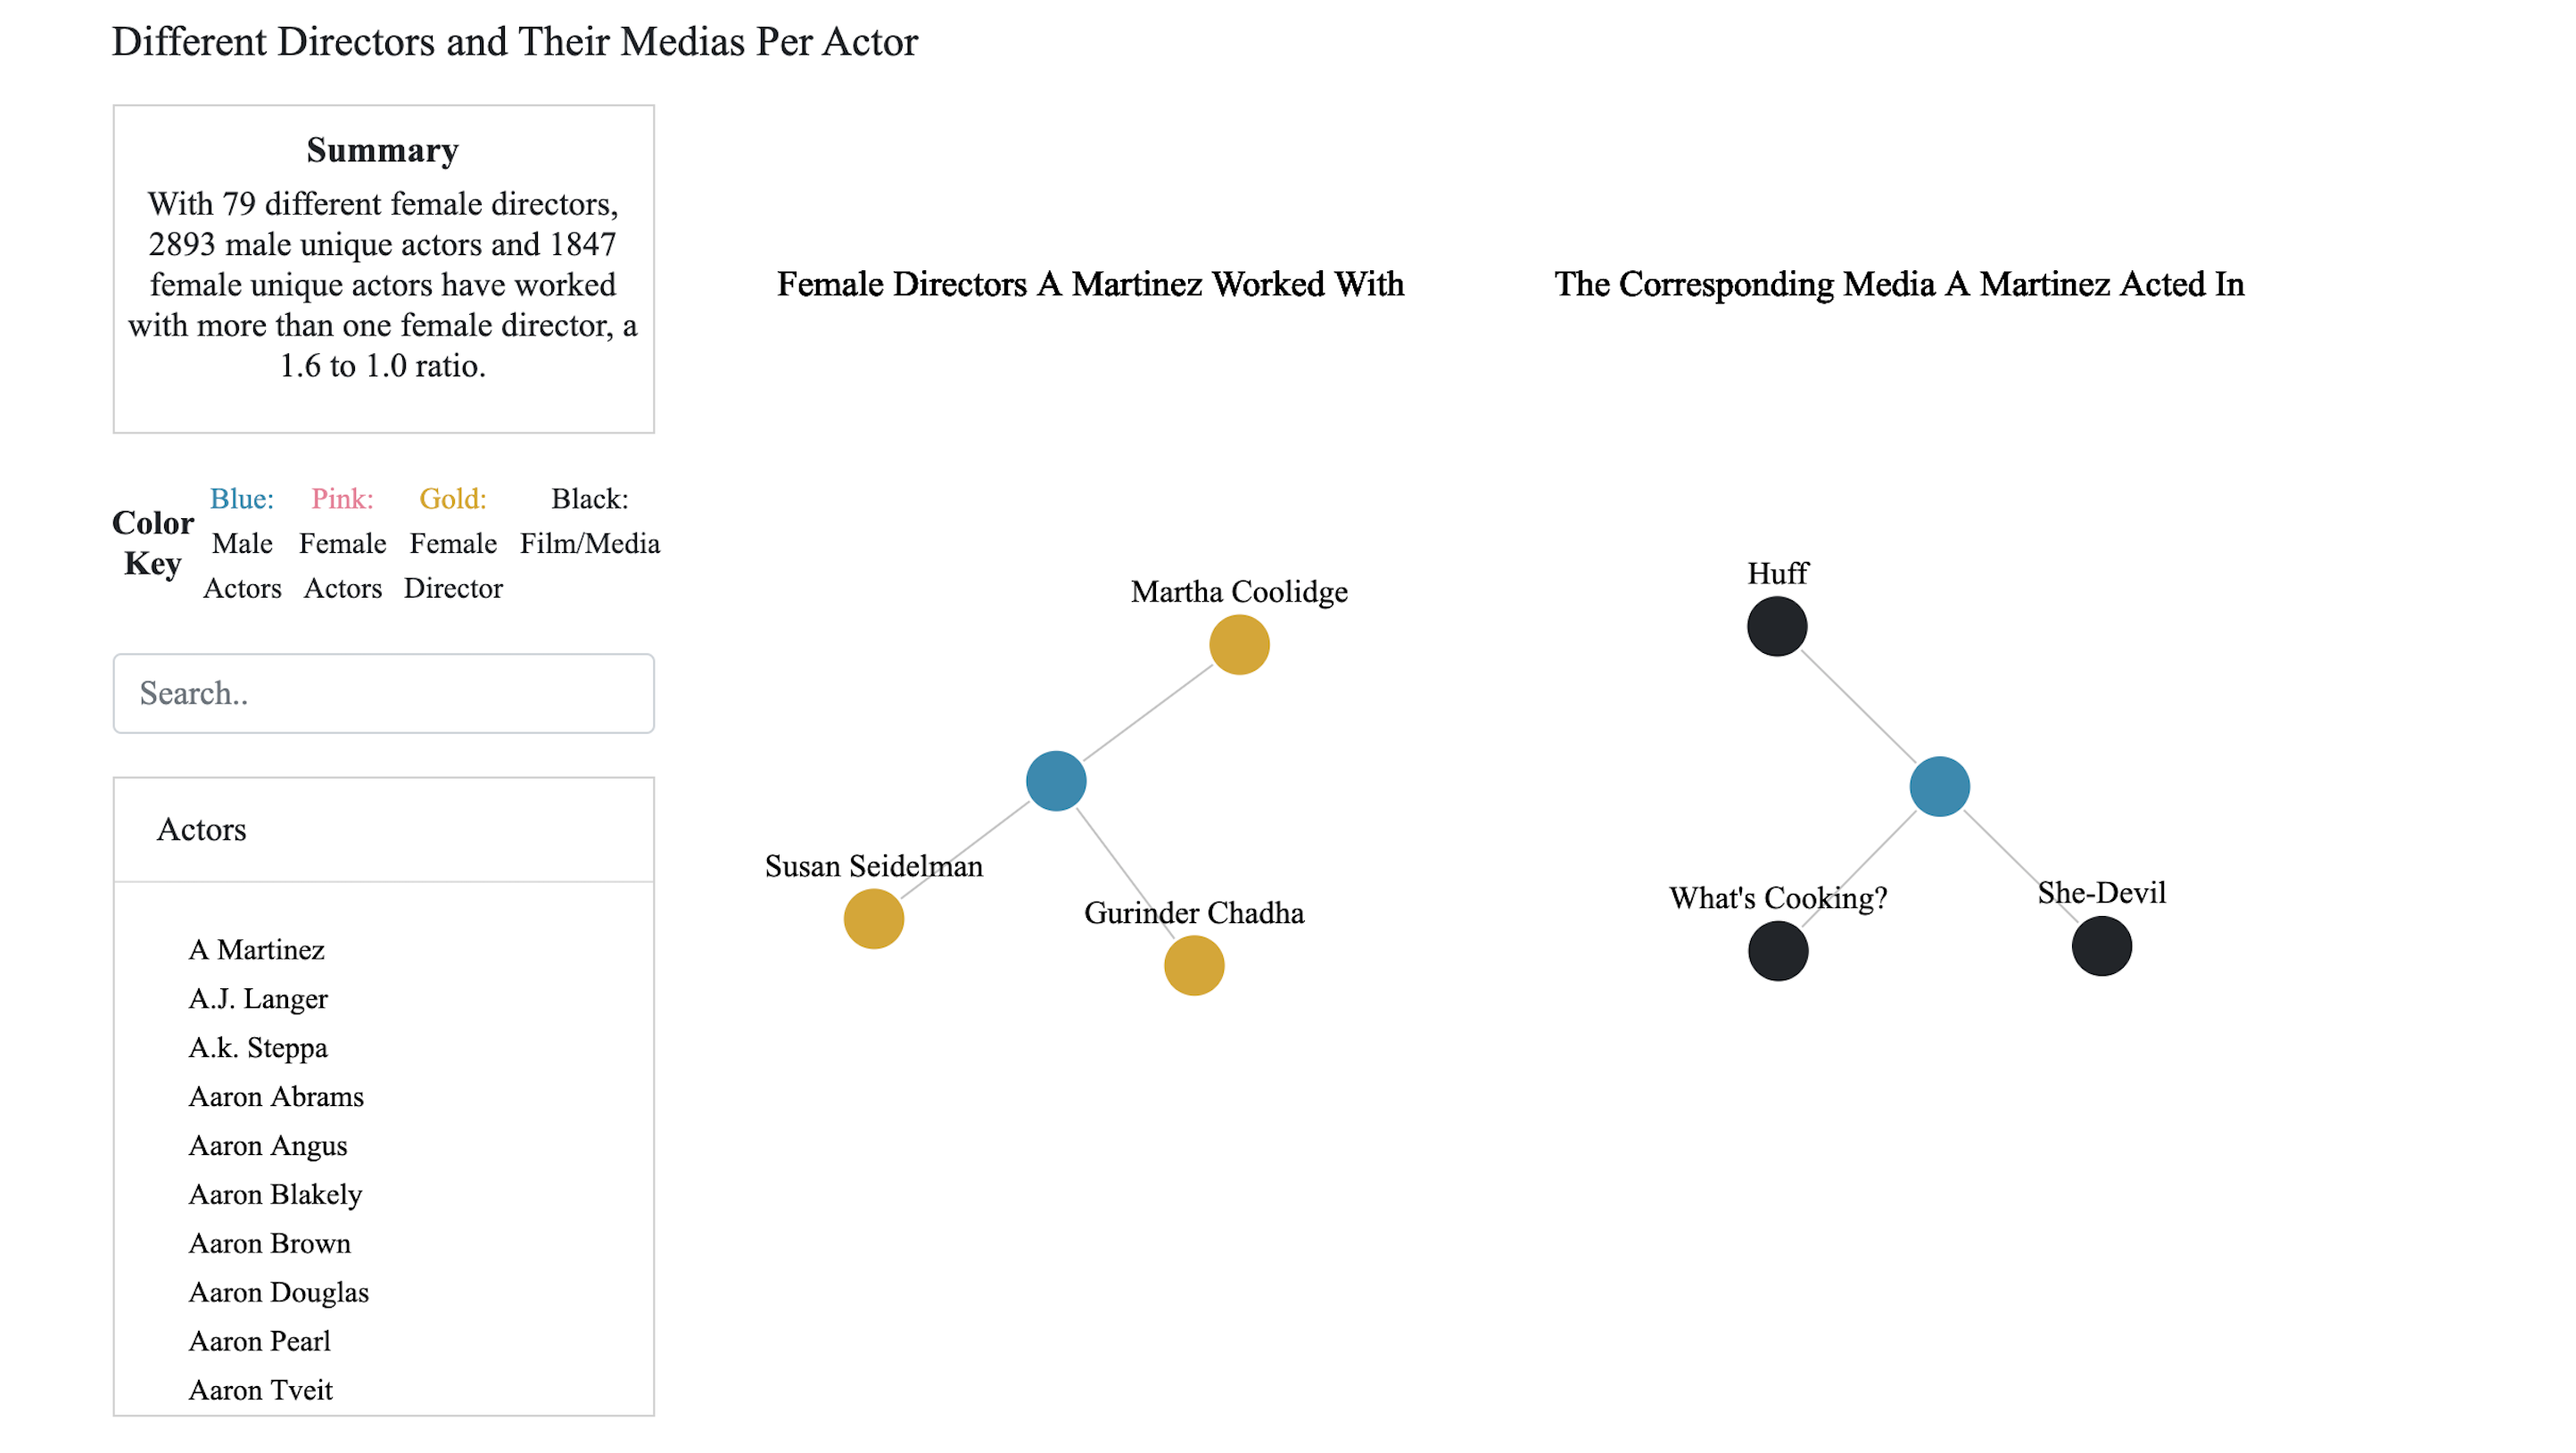 Different Directors and Their Medias Per Actor
Summary
With 79 different female directors,
2893 male unique actors and 1847
female unique actors have worked
with more than one female director, a
1.6 to 1.0 ratio.
Color
Key
Blue:
Male
Actors
Pink:
Female
Actors
Gold:
Female
Director
Black:
Film/Media
Search..
Actors
A Martinez
A.J. Langer
A.k. Steppa
Aaron Abrams
Aaron Angus
Aaron Blakely
Aaron Brown
Aaron Douglas
Aaron Pearl
Aaron Tveit
Female Directors A Martinez Worked With
Martha Coolidge
Susan Seidelman
Gurinder Chadha
The Corresponding Media A Martinez Acted In
Huff
What's Cooking?
She-Devil